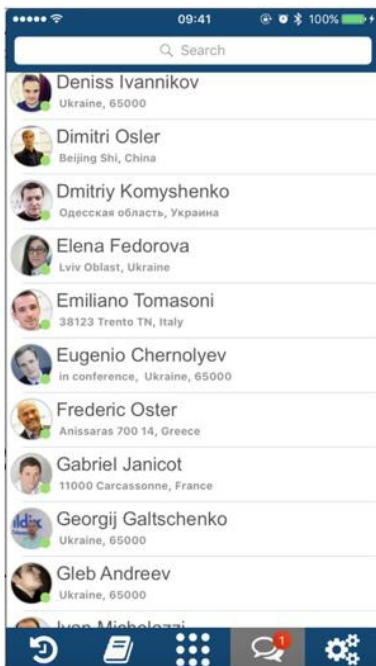 09:41
100%
Search
Deniss Ivannikov
Ukraine, 65000
Dimitri Osler
Beijing Shi, China
Dmitriy Komyshenko
Одесская область, Украина
Elena Fedorova
Lviv Oblast, Ukraine
Emiliano Tomasoni
38123 Trento TN, Italy
Eugenio Chernolyev
in conference, Ukraine, 65000
Frederic Oster
Anissaras 700 14, Greece
Gabriel Janicot
11000 Carcassonne, France
Georgij Galtschenko
Ukraine, 65000
Gleb Andreev
Ukraine, 65000
1